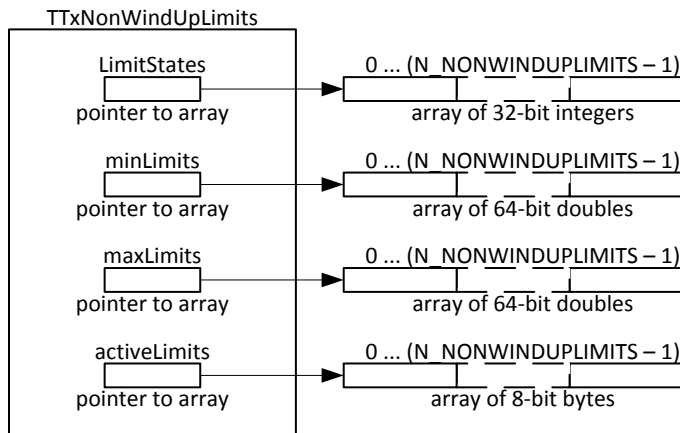 TTxNonWindUpLimits
LimitStates 0 ... (N_NONWINDUPLIMITS – 1)
pointer to array array of 32-bit integers
minLimits 0 ... (N_NONWINDUPLIMITS – 1)
pointer to array array of 64-bit doubles
maxLimits 0 ... (N_NONWINDUPLIMITS – 1)
pointer to array array of 64-bit doubles
activeLimits 0 ... (N_NONWINDUPLIMITS – 1)
pointer to array array of 8-bit bytes